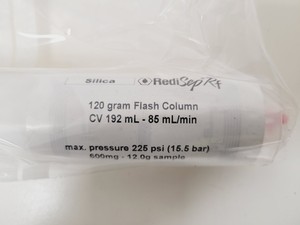 Silica RediSep Rf
120 gram Flash Column
CV 192 mL - 85 mL/min
max. pressure 225 psi (15.5 bar)
600mg - 12.0g sample